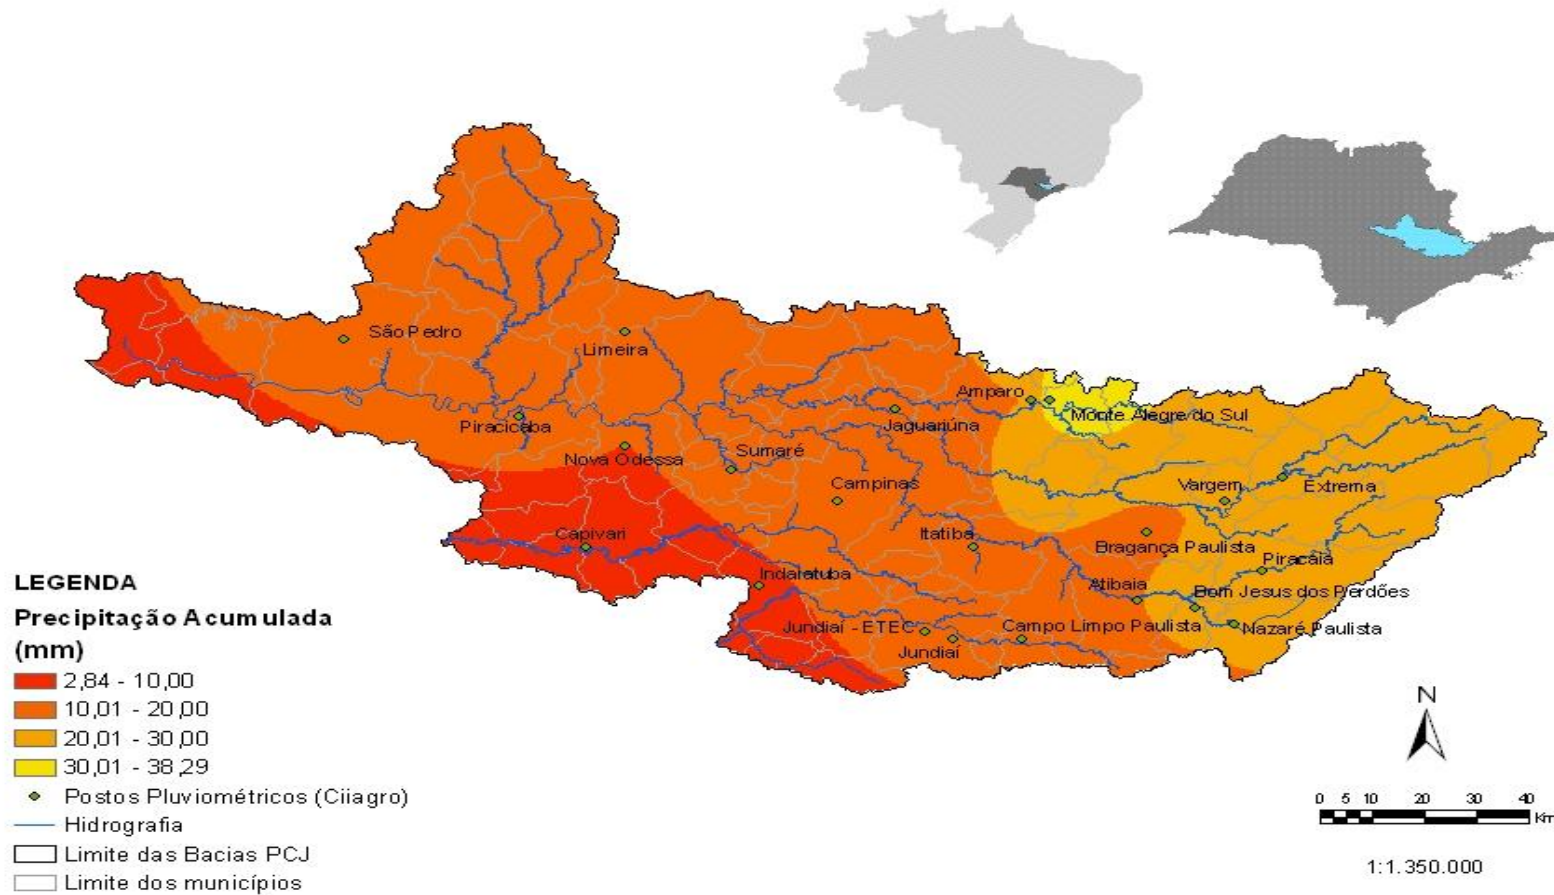 São Pedro
Limeira
Amparo
Monte Alegre do Sul
Jaguariúna
Piracicaba
Nova Odessa
Sumaré
Campinas
Vargem
Extrema
Capivari
Itatiba
Bragança Paulista
Piracáia
Indaiatuba
Atibaia
Bom Jesus dos Perdões
Jundiaí - ETEC
Campo Limpo Paulista
Nazaré Paulista
Jundiaí
LEGENDA
Precipitação Acumulada
(mm)
2,84 - 10,00
10,01 - 20,00
20,01 - 30,00
30,01 - 38,29
Postos Pluviométricos (Ciiagro)
Hidrografia
Limite das Bacias PCJ
Limite dos municípios
N
0 5 10 20 30 40
Km
1:1.350.000